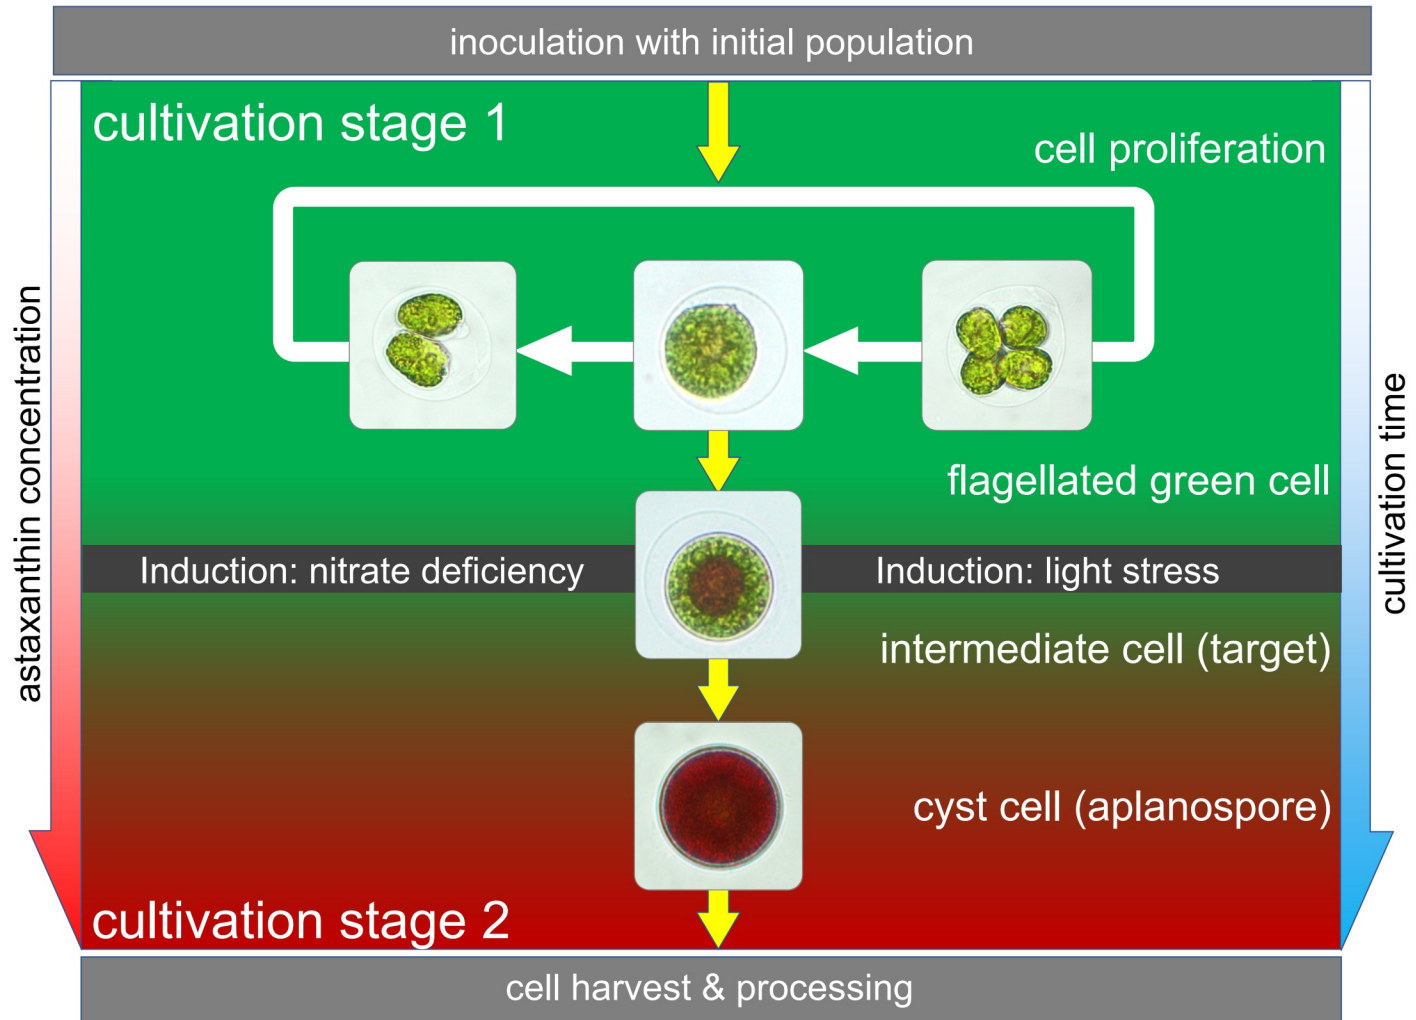 inoculation with initial population
cultivation stage 1
cell proliferation
astaxanthin concentration
cultivation time
flagellated green cell
Induction: nitrate deficiency
Induction: light stress
intermediate cell (target)
cyst cell (aplanospore)
cultivation stage 2
cell harvest & processing